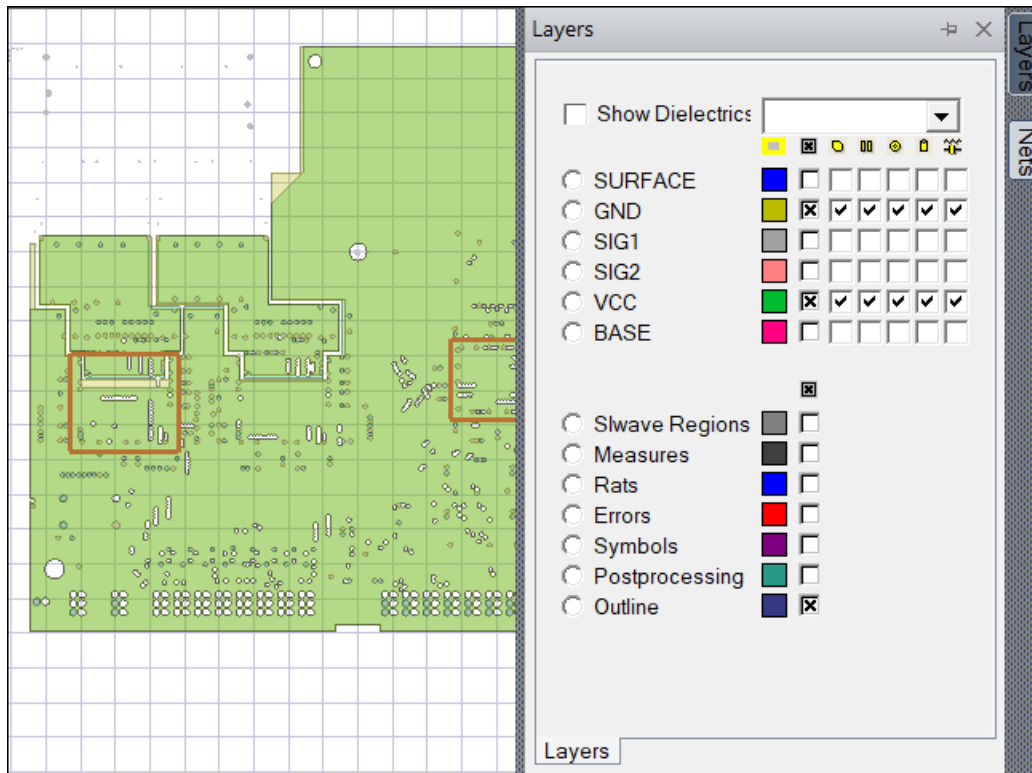 Layers
Layers
Show Dielectrics
Nets
SURFACE
GND
SIG1
SIG2
VCC
BASE
SIwave Regions
Measures
Rats
Errors
Symbols
Postprocessing
Outline
Layers